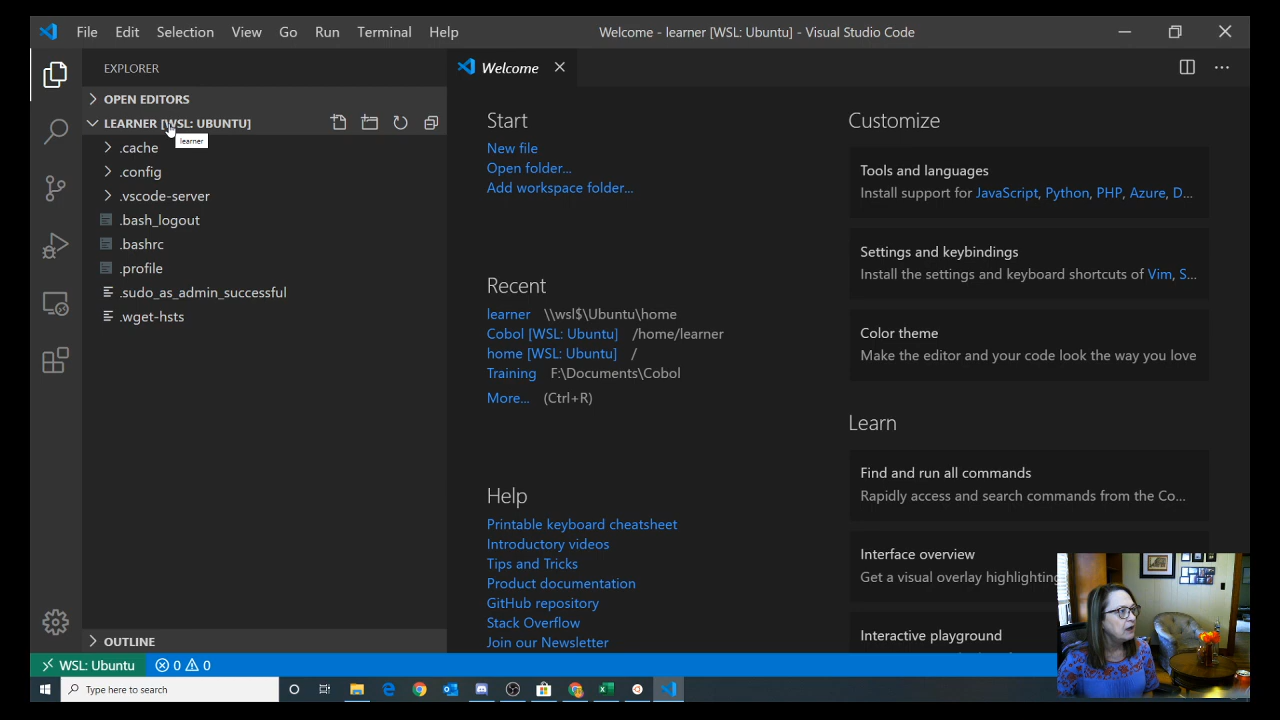 File Edit Selection View Go Run Terminal Help
Welcome - learner [WSL: Ubuntu] - Visual Studio Code
EXPLORER
OPEN EDITORS
LEARNER [WSL: UBUNTU]
learner
.cache
.config
.vscode-server
.bash_logout
.bashrc
.profile
.sudo_as_admin_successful
.wget-hsts
OUTLINE
Welcome
Start
New file
Open folder...
Add workspace folder...
Recent
learner \\wsl$\Ubuntu\home
Cobol [WSL: Ubuntu] /home/learner
home [WSL: Ubuntu] /
Training F:\Documents\Cobol
More... (Ctrl+R)
Help
Printable keyboard cheatsheet
Introductory videos
Tips and Tricks
Product documentation
GitHub repository
Stack Overflow
Join our Newsletter
Customize
Tools and languages
Install support for JavaScript, Python, PHP, Azure, D...
Settings and keybindings
Install the settings and keyboard shortcuts of Vim, S...
Color theme
Make the editor and your code look the way you love
Learn
Find and run all commands
Rapidly access and search commands from the Co...
Interface overview
Get a visual overlay highlighting
Interactive playground
WSL: Ubuntu 0 0
Type here to search